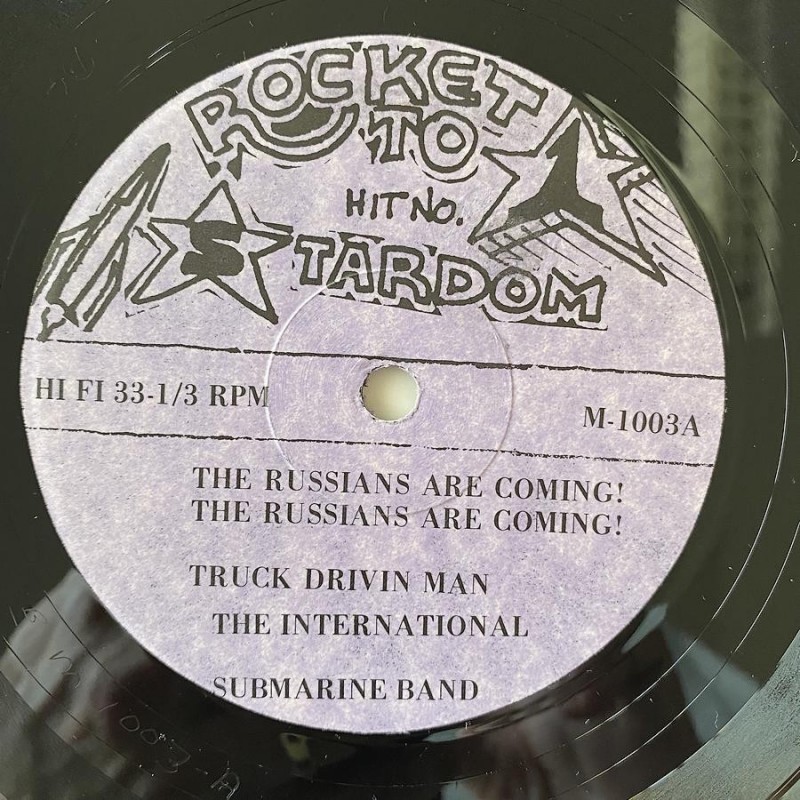 ROCKET
TO
HIT NO.
STARDOM
HI FI 33-1/3 RPM
M-1003A
THE RUSSIANS ARE COMING!
THE RUSSIANS ARE COMING!
TRUCK DRIVIN MAN
THE INTERNATIONAL
SUBMARINE BAND